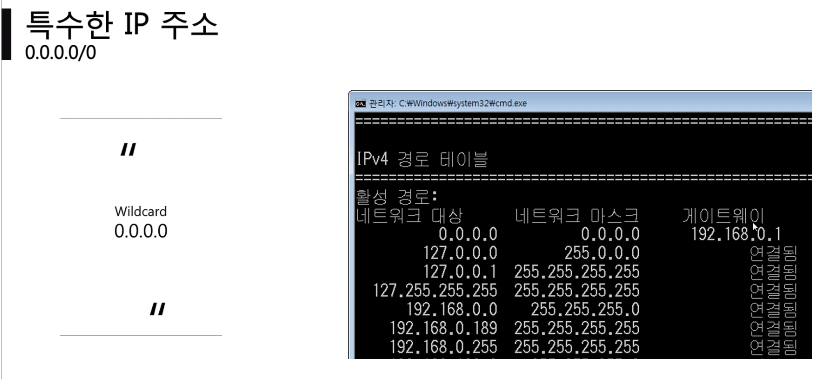 특수한 IP 주소
0.0.0.0/0
“
Wildcard
0.0.0.0
”
관리자: C:₩Windows₩system32₩cmd.exe
===========================================================
IPv4 경로 테이블
===========================================================
활성 경로:
네트워크 대상 네트워크 마스크 게이트웨이
0.0.0.0 0.0.0.0 192.168.0.1
127.0.0.0 255.0.0.0 연결됨
127.0.0.1 255.255.255.255 연결됨
127.255.255.255 255.255.255.255 연결됨
192.168.0.0 255.255.255.0 연결됨
192.168.0.189 255.255.255.255 연결됨
192.168.0.255 255.255.255.255 연결됨